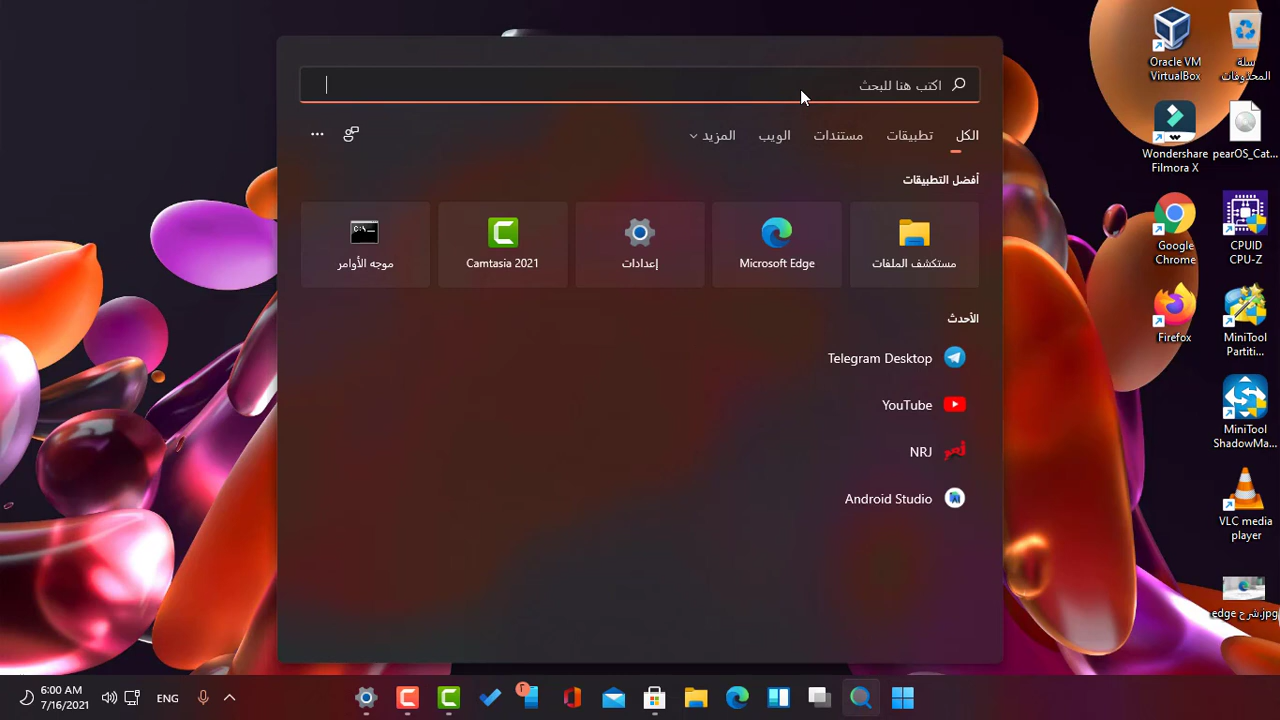 اكتب هنا للبحث
الكل
تطبيقات
مستندات
الويب
المزيد
أفضل التطبيقات
مستكشف الملفات
Microsoft Edge
إعدادات
Camtasia 2021
موجه الأوامر
C:\_
الأحدث
Telegram Desktop
YouTube
NRJ
Android Studio
سلة
المحذوفات
Oracle VM
VirtualBox
pearOS_Cat...
Wondershare
Filmora X
CPUID
CPU-Z
Google
Chrome
MiniTool
Partiti...
Firefox
MiniTool
ShadowMa...
VLC media
player
شرح edge.jpg
6:00 AM
7/16/2021
ENG